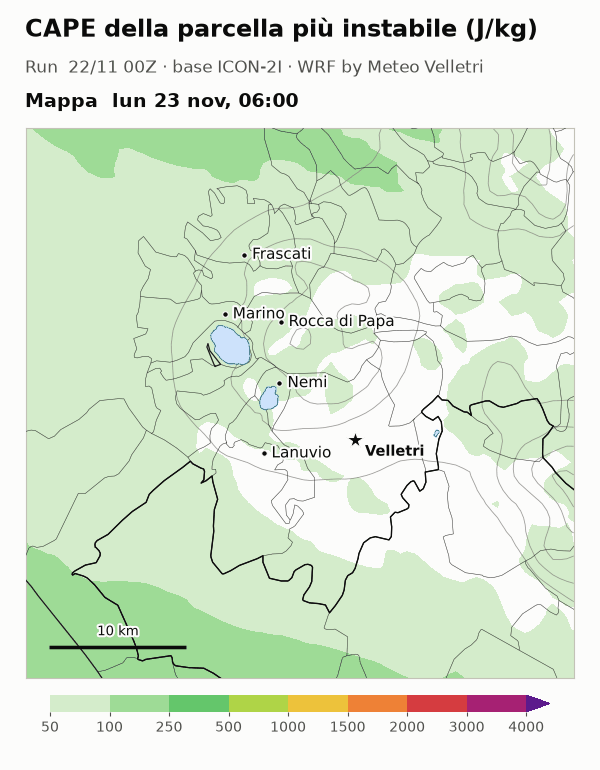 CAPE della parcella più instabile (J/kg)
Run 22/11 00Z · base ICON-2I · WRF by Meteo Velletri
Mappa lun 23 nov, 06:00
Frascati
Marino
Rocca di Papa
Nemi
Velletri
Lanuvio
10 km
50 100 250 500 1000 1500 2000 3000 4000